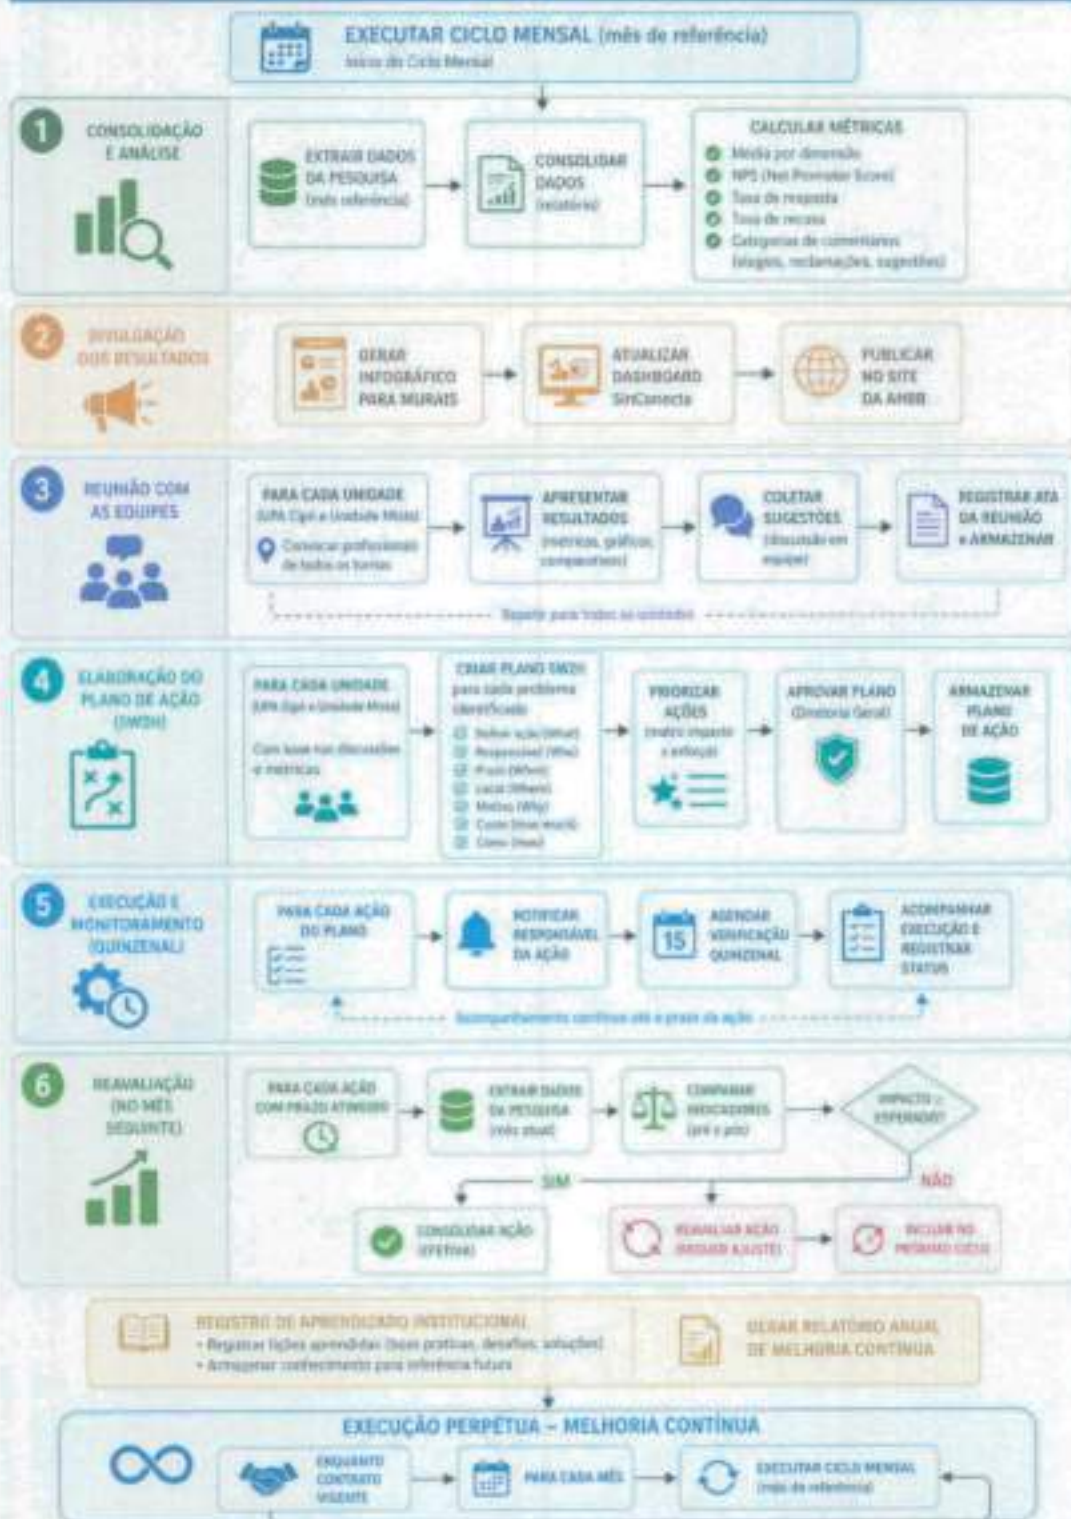 EXECUTAR CICLO MENSAL (mês de referência)
Início do Ciclo Mensal
1
CONSOLIDAÇÃO
E ANÁLISE
EXTRAIR DADOS
DA PESQUISA
(mês referência)
CONSOLIDAR
DADOS
(relatório)
CALCULAR MÉTRICAS
Média por dimensão
NPS (Net Promoter Score)
Taxa de resposta
Taxa de recusa
Categorias de comentários
(elogios, reclamações, sugestões)
2
DIVULGAÇÃO
DOS RESULTADOS
GERAR
INFOGRÁFICO
PARA MURAIS
ATUALIZAR
DASHBOARD
SinConecta
PUBLICAR
NO SITE
DA AHBB
3
REUNIÃO COM
AS EQUIPES
PARA CADA UNIDADE
(UPA Cipó e Unidade Mista)
Convocar profissionais
de todos os turnos
APRESENTAR
RESULTADOS
(métricas, gráficos,
comparativos)
COLETAR
SUGESTÕES
(discussão em
equipe)
REGISTRAR ATA
DA REUNIÃO
e ARMAZENAR
Repetir para todas as unidades
4
ELABORAÇÃO DO
PLANO DE AÇÃO
(5W2H)
PARA CADA UNIDADE
(UPA Cipó e Unidade Mista)
Com base nas discussões
e métricas
CRIAR PLANO 5W2H
para cada problema
identificado
Definir ação (What)
Responsável (Who)
Prazo (When)
Local (Where)
Motivo (Why)
Custo (How much)
Como (How)
PRIORIZAR
AÇÕES
(matriz impacto
x esforço)
APROVAR PLANO
(Diretoria Geral)
ARMAZENAR
PLANO
DE AÇÃO
5
EXECUÇÃO E
MONITORAMENTO
(QUINZENAL)
PARA CADA AÇÃO
DO PLANO
NOTIFICAR
RESPONSÁVEL
DA AÇÃO
15
AGENDAR
VERIFICAÇÃO
QUINZENAL
ACOMPANHAR
EXECUÇÃO E
REGISTRAR
STATUS
Acompanhamento contínuo até o prazo da ação
6
REAVALIAÇÃO
(NO MÊS
SEGUINTE)
PARA CADA AÇÃO
COM PRAZO ATINGIDO
EXTRAIR DADOS
DA PESQUISA
(mês atual)
COMPARAR
INDICADORES
(pré e pós)
IMPACTO ≥
ESPERADO?
SIM
NÃO
CONSOLIDAR AÇÃO
(EFETIVA)
REAVALIAR AÇÃO
(REQUER AJUSTE)
INCLUIR NO
PRÓXIMO CICLO
REGISTRO DE APRENDIZADO INSTITUCIONAL
• Registrar lições aprendidas (boas práticas, desafios, soluções)
• Armazenar conhecimento para referência futura
GERAR RELATÓRIO ANUAL
DE MELHORIA CONTÍNUA
EXECUÇÃO PERPÉTUA – MELHORIA CONTÍNUA
ENQUANTO
CONTRATO
VIGENTE
PARA CADA MÊS
EXECUTAR CICLO MENSAL
(mês de referência)